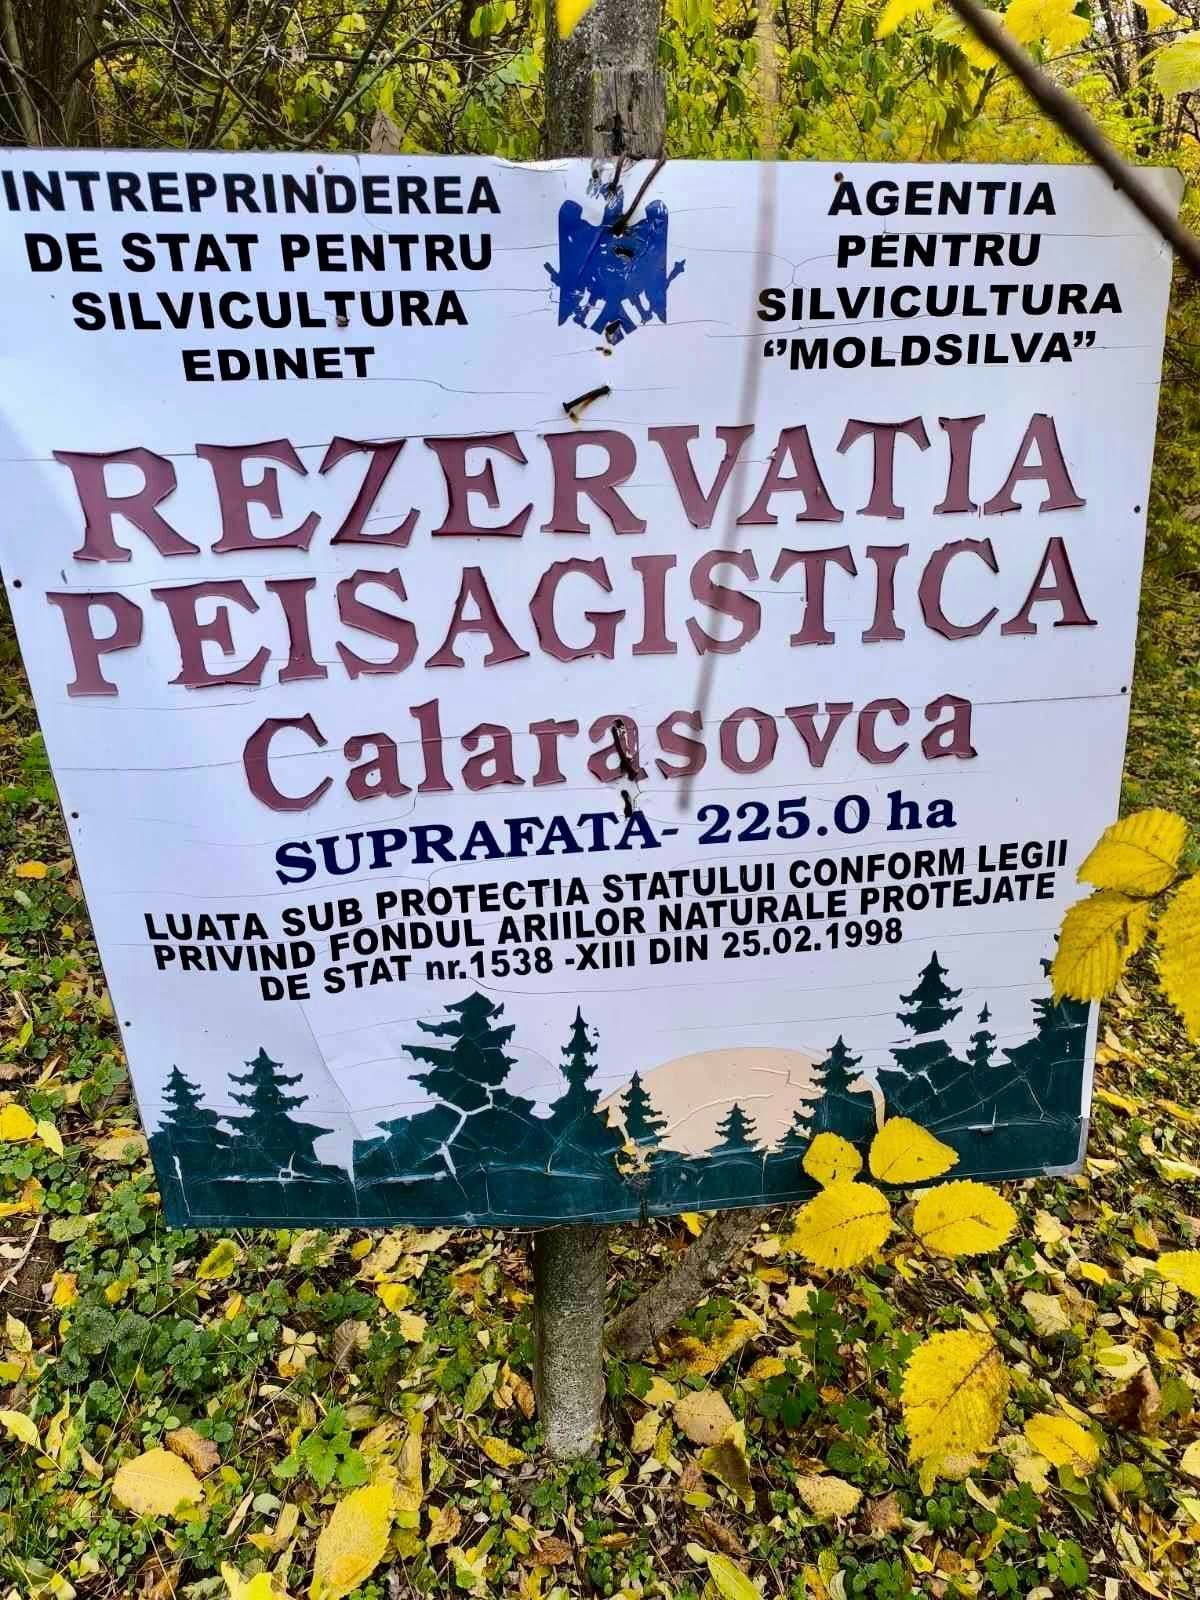 INTREPRINDEREA
DE STAT PENTRU
SILVICULTURA
EDINET
AGENTIA
PENTRU
SILVICULTURA
‘’MOLDSILVA’’
REZERVATIA
PEISAGISTICA
Calarasovca
SUPRAFATA- 225.0 ha
LUATA SUB PROTECTIA STATULUI CONFORM LEGII
PRIVIND FONDUL ARIILOR NATURALE PROTEJATE
DE STAT nr.1538 -XIII DIN 25.02.1998